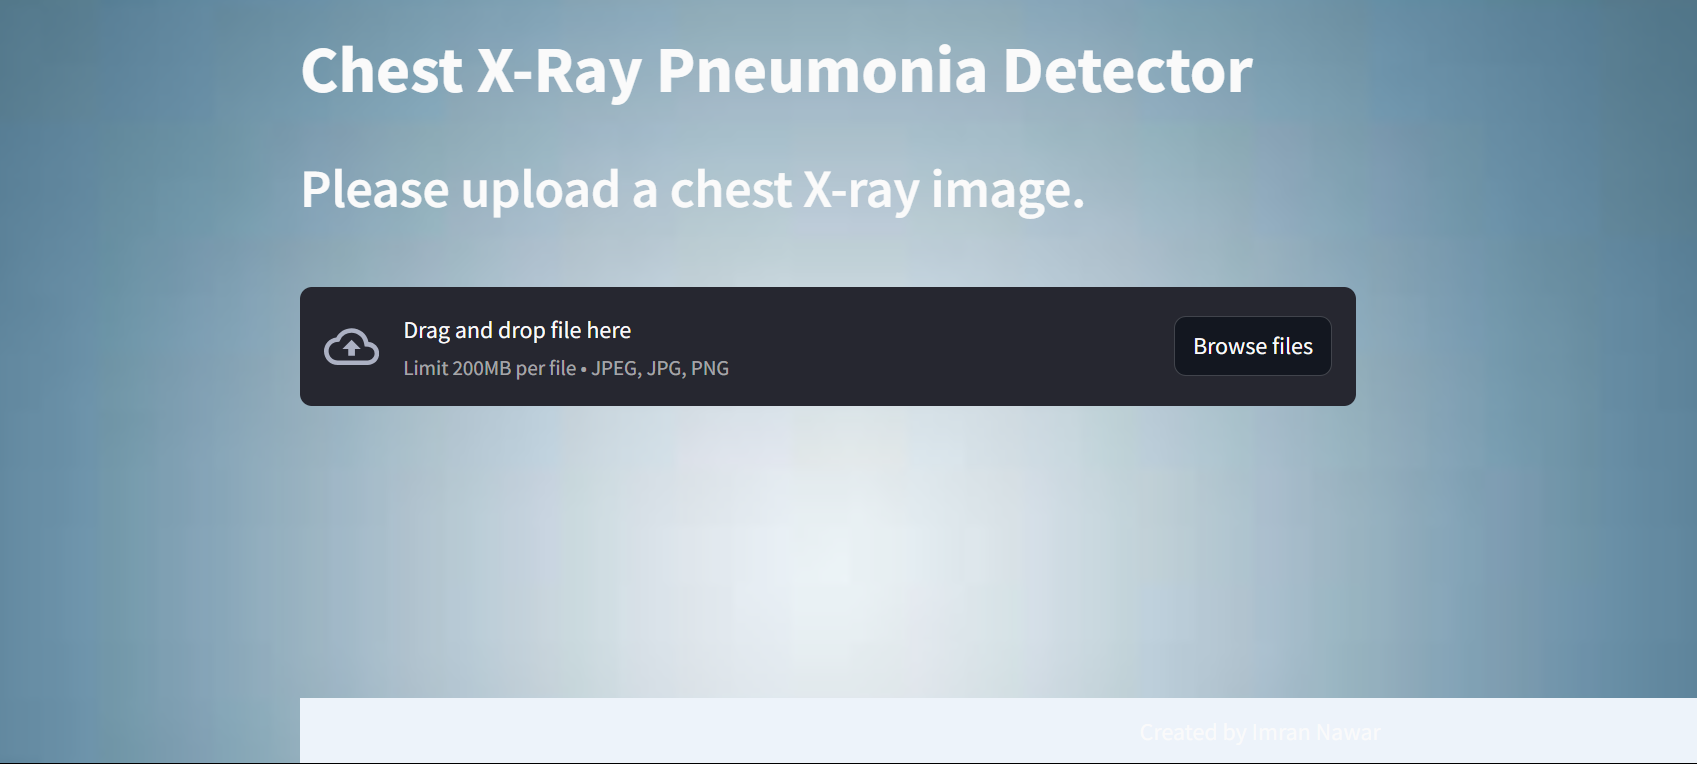 Chest X-Ray Pneumonia Detector
Please upload a chest X-ray image.
Drag and drop file here
Limit 200MB per file • JPEG, JPG, PNG
Browse files
Created by Imran Nawar